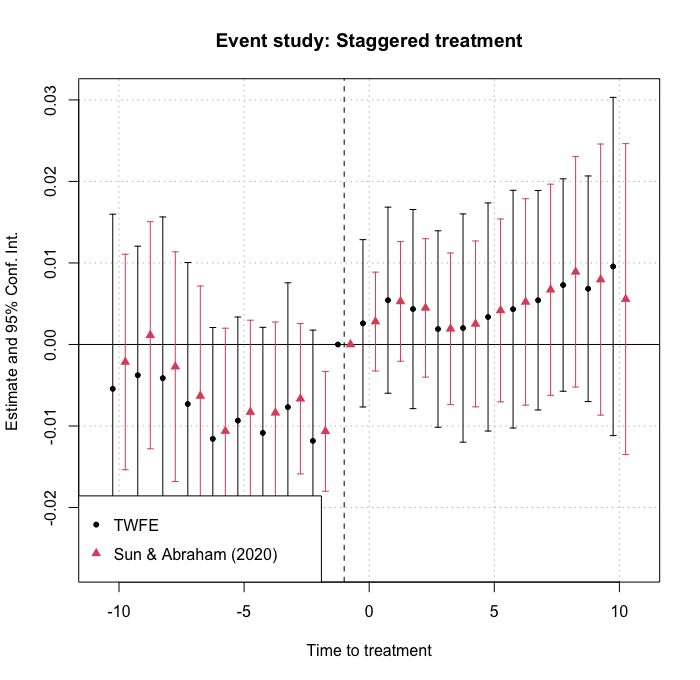 Event study: Staggered treatment
Estimate and 95% Conf. Int.
0.03
0.02
0.01
0.00
-0.01
-0.02
TWFE
Sun & Abraham (2020)
-10 -5 0 5 10
Time to treatment